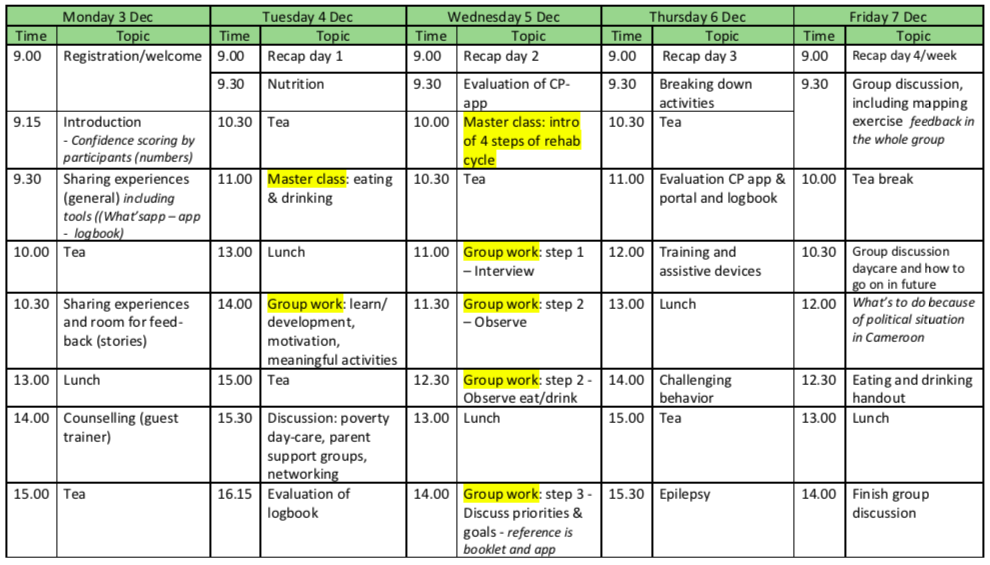 Monday 3 Dec
Tuesday 4 Dec
Wednesday 5 Dec
Thursday 6 Dec
Friday 7 Dec
Time Topic Time Topic Time Topic Time Topic Time Topic
9.00 Registration/welcome
9.00 Recap day 1
9.00 Recap day 2
9.00 Recap day 3
9.00 Recap day 4/week
9.30 Nutrition
9.30 Evaluation of CP-
app
9.30 Breaking down
activities
9.30 Group discussion,
including mapping
exercise feedback in
the whole group
9.15 Introduction
- Confidence scoring by
participants (numbers)
10.30 Tea
10.00 Master class: intro
of 4 steps of rehab
cycle
10.30 Tea
9.30 Sharing experiences
(general) including
tools ((What'sapp – app
- logbook)
11.00 Master class: eating
& drinking
10.30 Tea
11.00 Evaluation CP app &
portal and logbook
10.00 Tea break
10.00 Tea
13.00 Lunch
11.00 Group work: step 1
– Interview
12.00 Training and
assistive devices
10.30 Group discussion
daycare and how to
go on in future
10.30 Sharing experiences
and room for feed-
back (stories)
14.00 Group work: learn/
development,
motivation,
meaningful activities
11.30 Group work: step 2
– Observe
13.00 Lunch
12.00 What's to do because
of political situation
in Cameroon
13.00 Lunch
15.00 Tea
12.30 Group work: step 2 -
Observe eat/drink
14.00 Challenging
behavior
12.30 Eating and drinking
handout
14.00 Counselling (guest
trainer)
15.30 Discussion: poverty
day-care, parent
support groups,
networking
13.00 Lunch
15.00 Tea
13.00 Lunch
15.00 Tea
16.15 Evaluation of
logbook
14.00 Group work: step 3 -
Discuss priorities &
goals - reference is
booklet and app
15.30 Epilepsy
14.00 Finish group
discussion